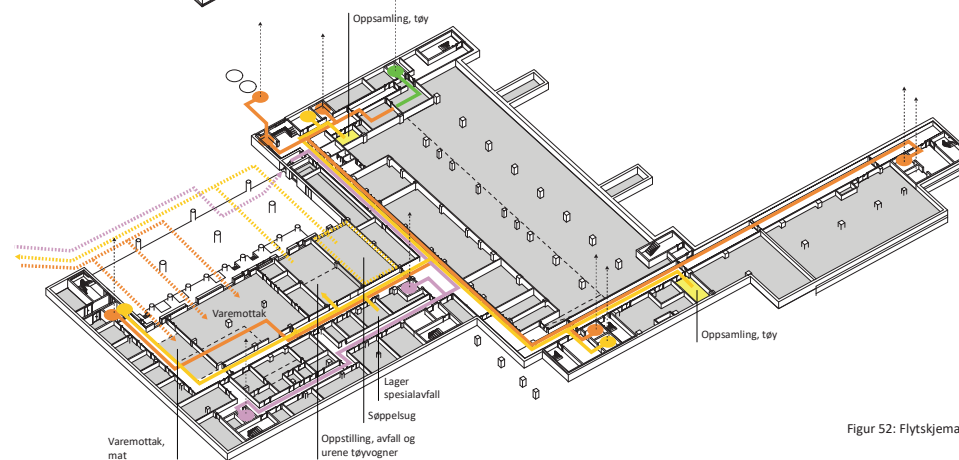 Oppsamling, tøy
Varemottak
Oppsamling, tøy
Lager
spesialavfall
Søppelsug
Oppstilling, avfall og
urene tøyvogner
Varemottak,
mat
Figur 52: Flytskjema